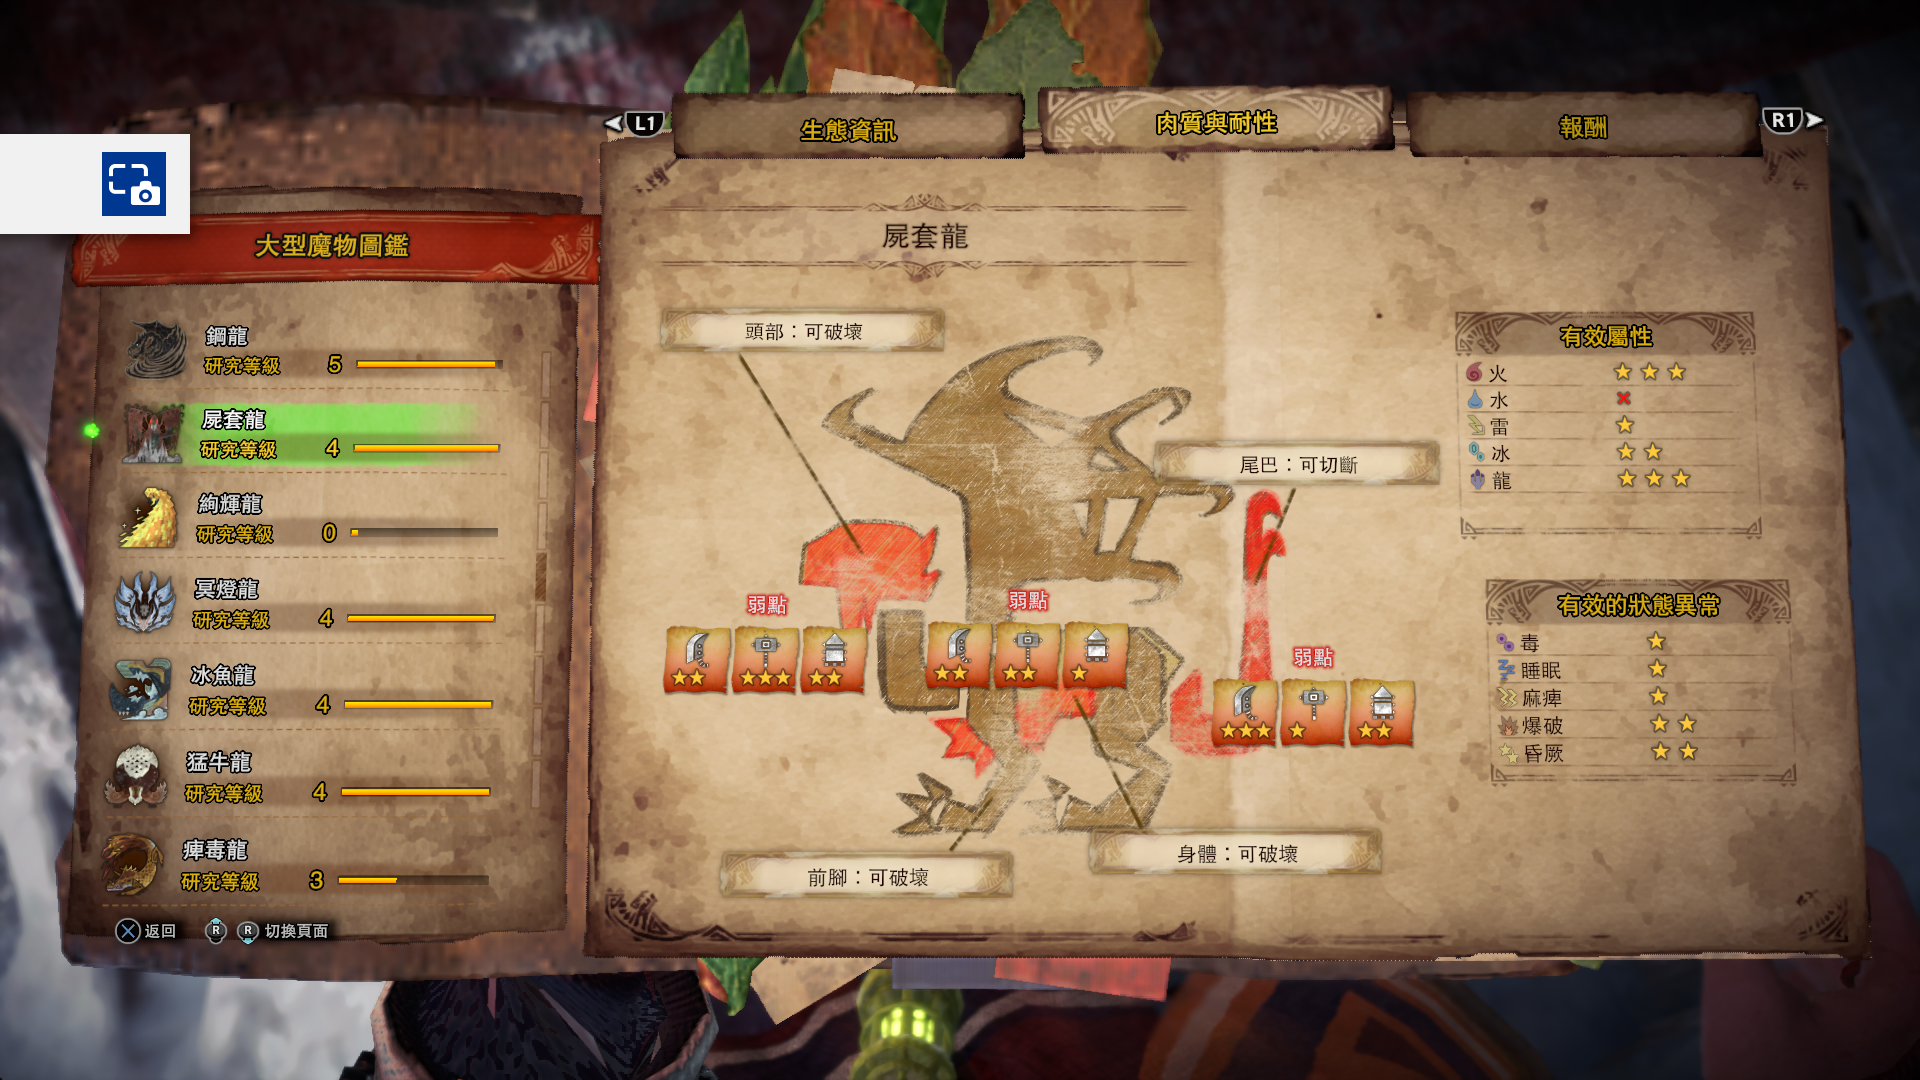 L1
生態資訊
肉質與耐性
報酬
R1
大型魔物圖鑑
鋼龍
研究等級 5
屍套龍
研究等級 4
絢輝龍
研究等級 0
冥燈龍
研究等級 4
冰魚龍
研究等級 4
猛牛龍
研究等級 4
痺毒龍
研究等級 3
返回
R
R
切換頁面
屍套龍
頭部：可破壞
尾巴：可切斷
弱點
弱點
弱點
前腳：可破壞
身體：可破壞
有效屬性
火
水
雷
冰
龍
有效的狀態異常
毒
睡眠
麻痺
爆破
昏厥